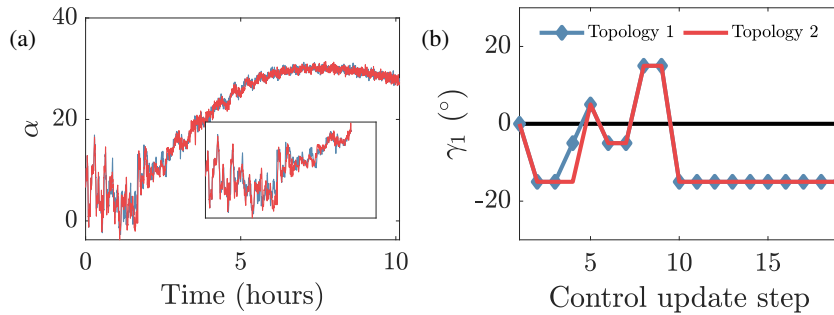 (a)
40
20
0
α
0
5
10
Time (hours)
(b)
Topology 1
Topology 2
20
0
-20
γ1 (°)
5
10
15
Control update step